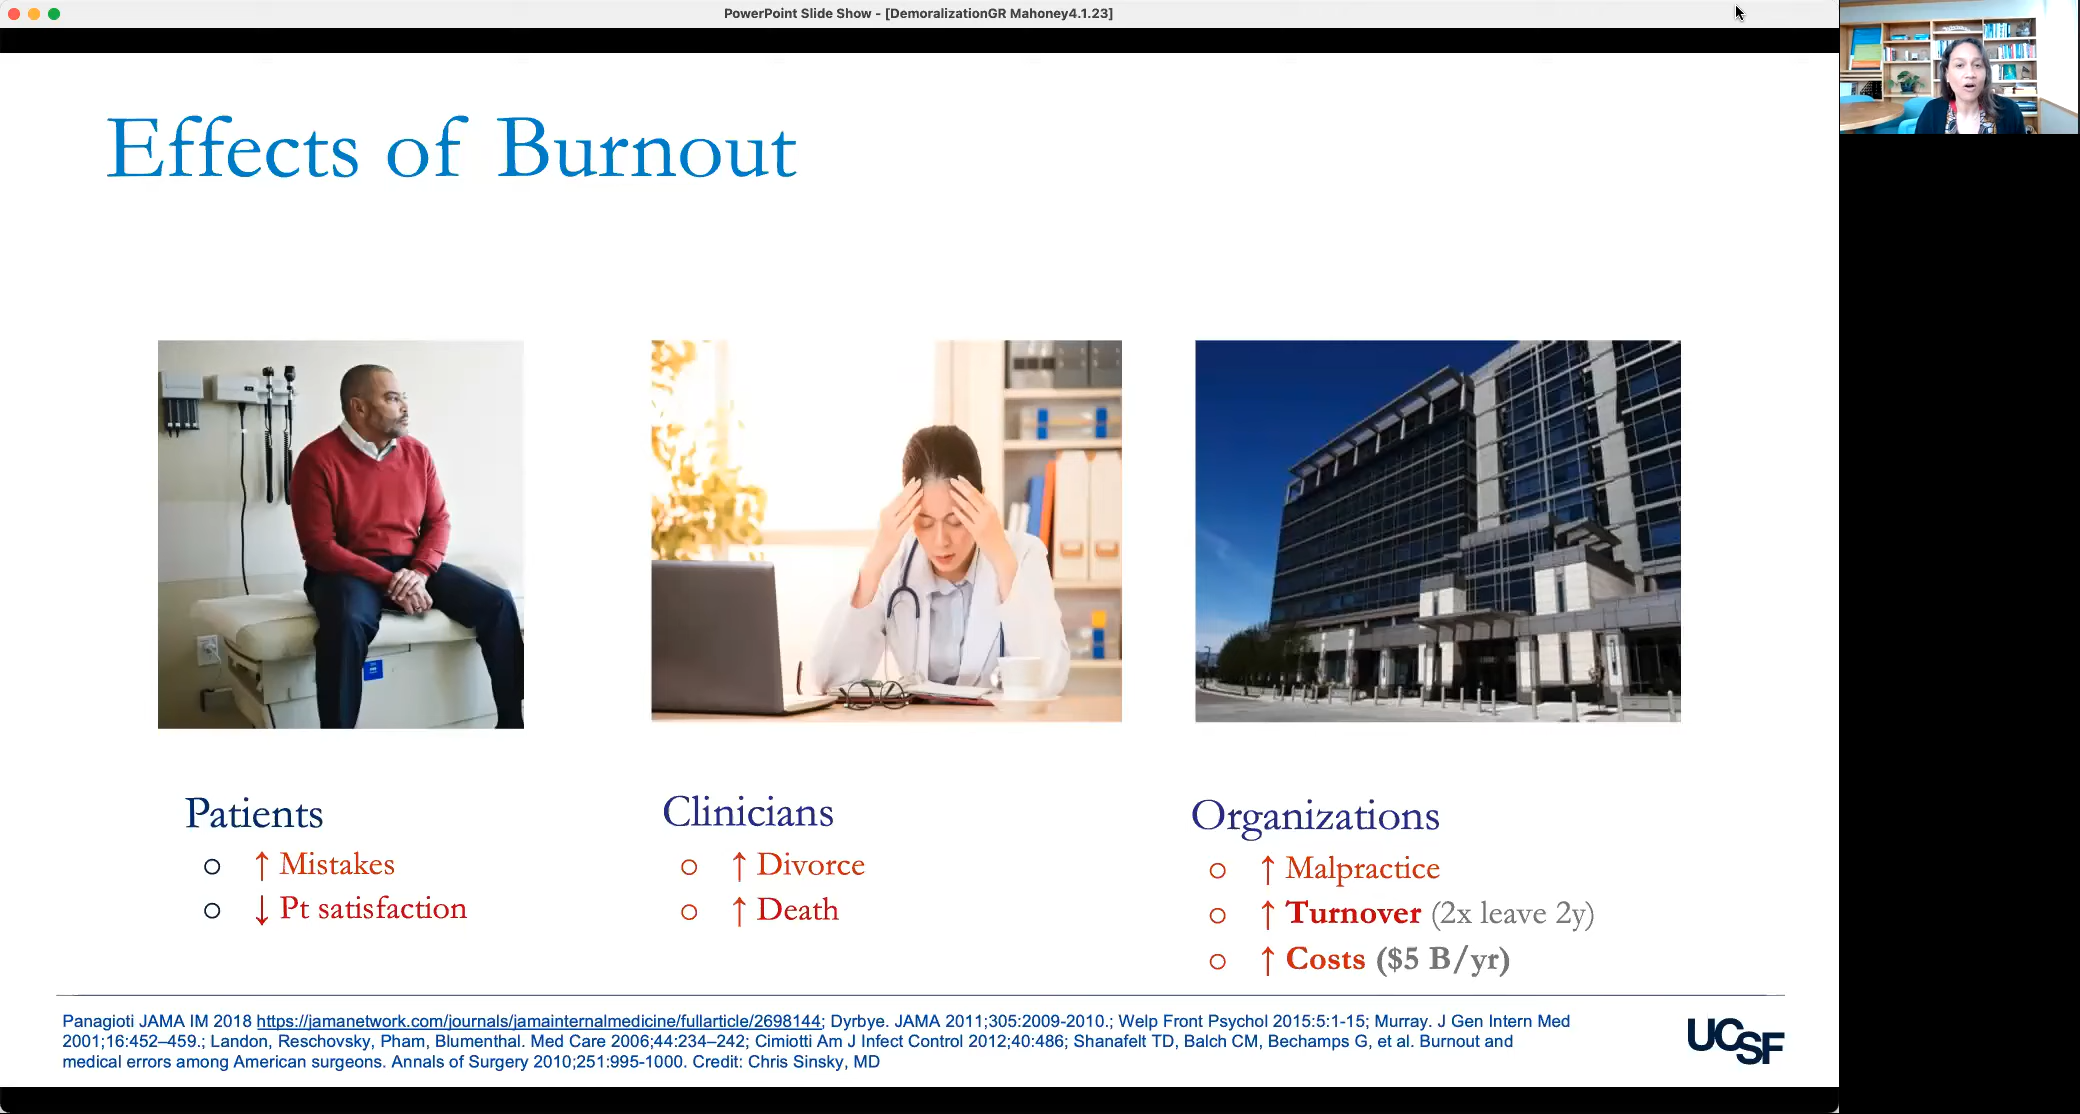 PowerPoint Slide Show - [DemoralizationGR Mahoney4.1.23]
Effects of Burnout
Patients
○ ↑ Mistakes
○ ↓ Pt satisfaction
Clinicians
○ ↑ Divorce
○ ↑ Death
Organizations
○ ↑ Malpractice
○ ↑ Turnover (2x leave 2y)
○ ↑ Costs ($5 B/yr)
Panagioti JAMA IM 2018 https://jamanetwork.com/journals/jamainternalmedicine/fullarticle/2698144; Dyrbye. JAMA 2011;305:2009-2010.; Welp Front Psychol 2015:5:1-15; Murray. J Gen Intern Med
2001;16:452–459.; Landon, Reschovsky, Pham, Blumenthal. Med Care 2006;44:234–242; Cimiotti Am J Infect Control 2012;40:486; Shanafelt TD, Balch CM, Bechamps G, et al. Burnout and
medical errors among American surgeons. Annals of Surgery 2010;251:995-1000. Credit: Chris Sinsky, MD
UCSF